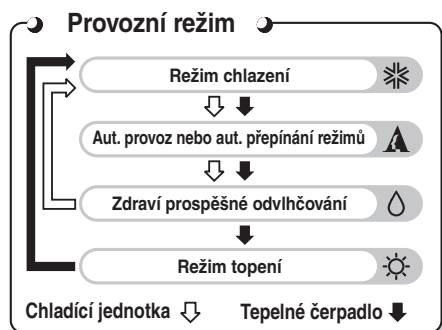 Provozní režim
Režim chlazení
Aut. provoz nebo aut. přepínání režimů
Zdraví prospěšné odvlhčování
Režim topení
Chladící jednotka
Tepelné čerpadlo